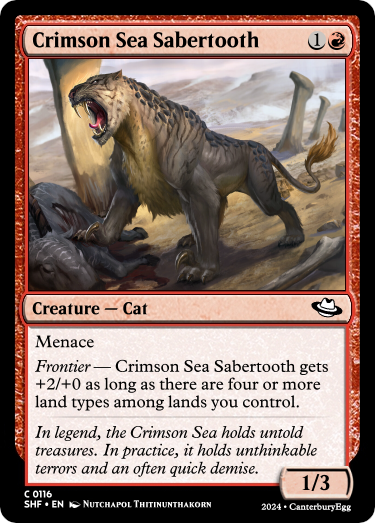 Crimson Sea Sabertooth 1
Creature — Cat
Menace
Frontier — Crimson Sea Sabertooth gets
+2/+0 as long as there are four or more
land types among lands you control.
In legend, the Crimson Sea holds untold
treasures. In practice, it holds unthinkable
terrors and an often quick demise.
1/3
C 0116
SHF • EN NUTCHAPOL THITINUNTHAKORN
2024 • CanterburyEgg